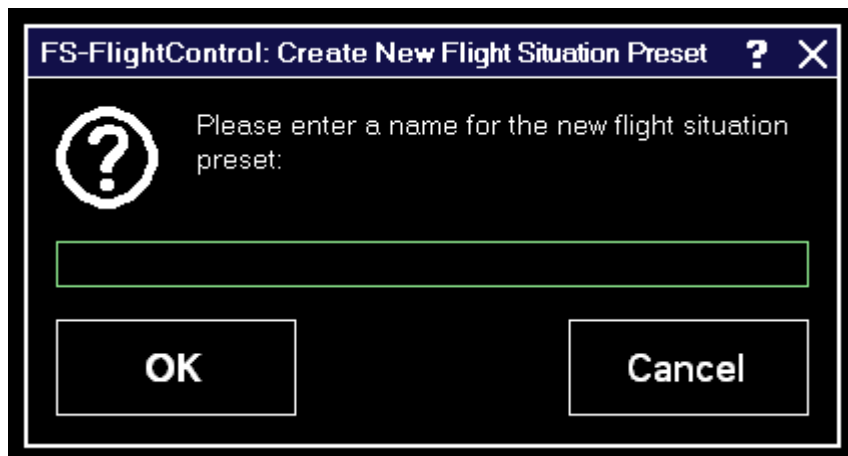 FS-FlightControl: Create New Flight Situation Preset ? X
Please enter a name for the new flight situation
preset:
OK
Cancel